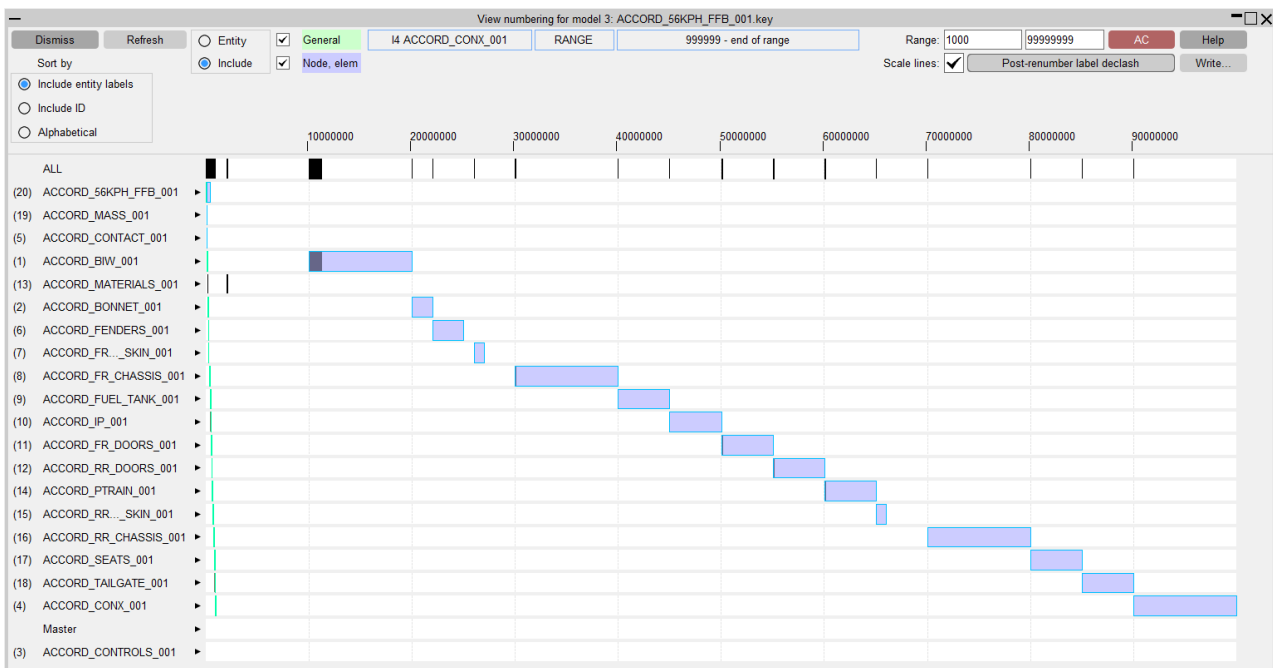 View numbering for model 3: ACCORD_56KPH_FFB_001.key
Dismiss Refresh Entity General I4 ACCORD_CONX_001 RANGE 999999 - end of range Range: 1000 99999999 AC Help
Sort by Include Node, elem Scale lines: Post-renumber label declash Write...
Include entity labels
Include ID
Alphabetical
10000000 20000000 30000000 40000000 50000000 60000000 70000000 80000000 90000000
ALL
(20) ACCORD_56KPH_FFB_001
(19) ACCORD_MASS_001
(5) ACCORD_CONTACT_001
(1) ACCORD_BIW_001
(13) ACCORD_MATERIALS_001
(2) ACCORD_BONNET_001
(6) ACCORD_FENDERS_001
(7) ACCORD_FR..._SKIN_001
(8) ACCORD_FR_CHASSIS_001
(9) ACCORD_FUEL_TANK_001
(10) ACCORD_IP_001
(11) ACCORD_FR_DOORS_001
(12) ACCORD_RR_DOORS_001
(14) ACCORD_PTRAIN_001
(15) ACCORD_RR..._SKIN_001
(16) ACCORD_RR_CHASSIS_001
(17) ACCORD_SEATS_001
(18) ACCORD_TAILGATE_001
(4) ACCORD_CONX_001
Master
(3) ACCORD_CONTROLS_001